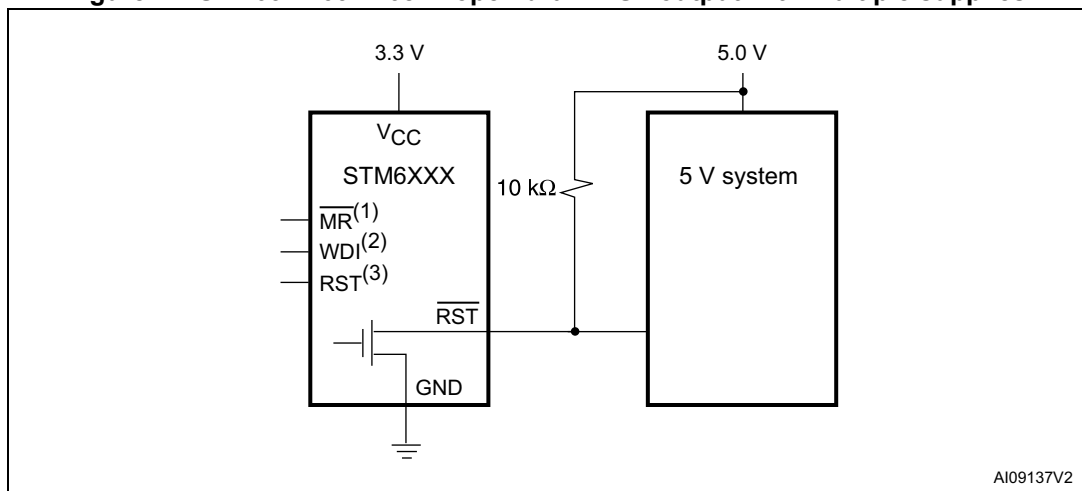 3.3 V
5.0 V
VCC
STM6XXX
5 V system
10 kΩ
MR(1)
WDI(2)
RST(3)
RST
GND
AI09137V2